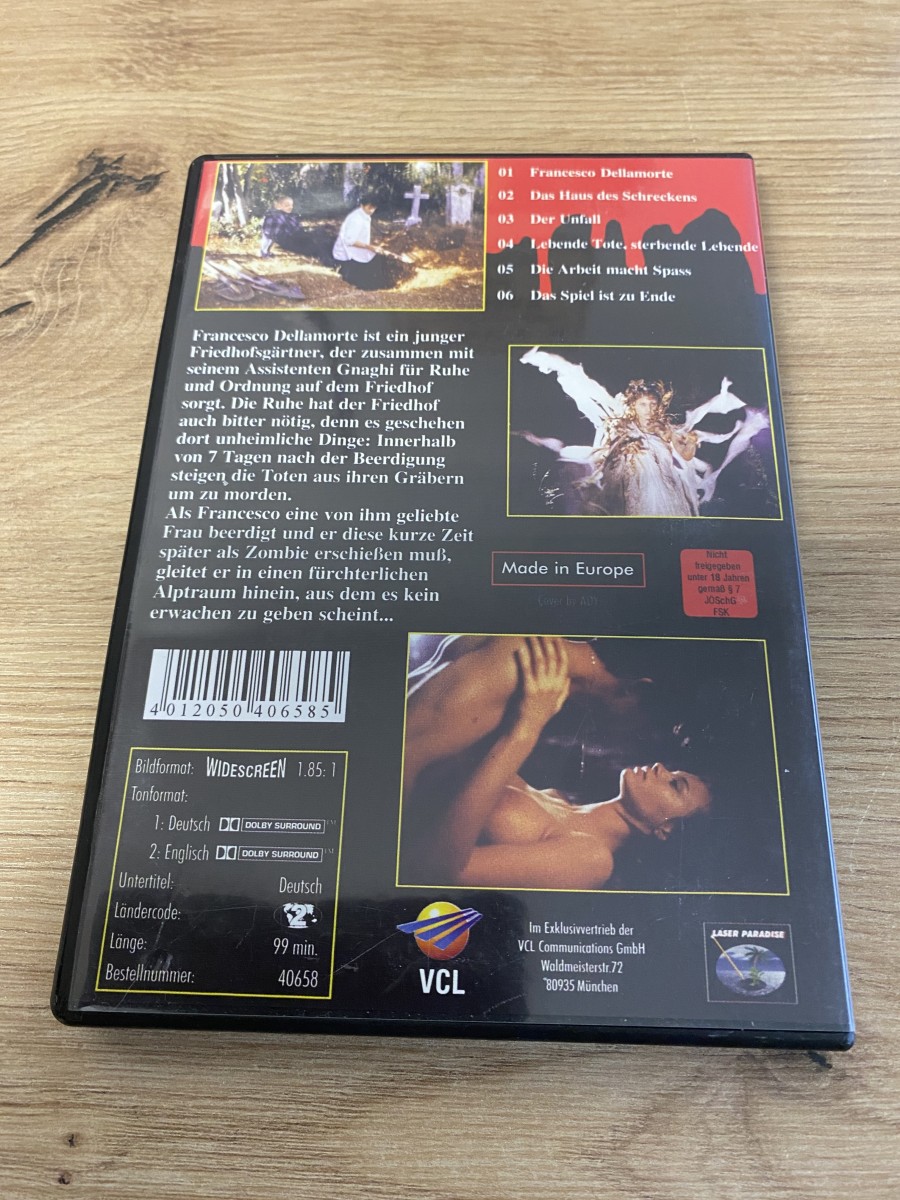 01 Francesco Dellamorte
02 Das Haus des Schreckens
03 Der Unfall
04 Lebende Tote, sterbende Lebende
05 Die Arbeit macht Spass
06 Das Spiel ist zu Ende
Francesco Dellamorte ist ein junger
Friedhofsgärtner, der zusammen mit
seinem Assistenten Gnaghi für Ruhe
und Ordnung auf dem Friedhof
sorgt. Die Ruhe hat der Friedhof
auch bitter nötig, denn es geschehen
dort unheimliche Dinge: Innerhalb
von 7 Tagen nach der Beerdigung
steigen die Toten aus ihren Gräbern
um zu morden.
Als Francesco eine von ihm geliebte
Frau beerdigt und er diese kurze Zeit
später als Zombie erschießen muß,
gleitet er in einen fürchterlichen
Alptraum hinein, aus dem es kein
erwachen zu geben scheint...
Made in Europe
Cover by ADI
Nicht
freigegeben
unter 18 Jahren
gemäß § 7
JÖSchG
FSK
4 012050 406585
Bildformat: WIDESCREEN 1.85: 1
Tonformat:
1: Deutsch DOLBY SURROUND
2: Englisch DOLBY SURROUND
Untertitel: Deutsch
Ländercode: 2
Länge: 99 min.
Bestellnummer: 40658
VCL
Im Exklusivvertrieb der
VCL Communications GmbH
Waldmeisterstr.72
80935 München
LASER PARADISE